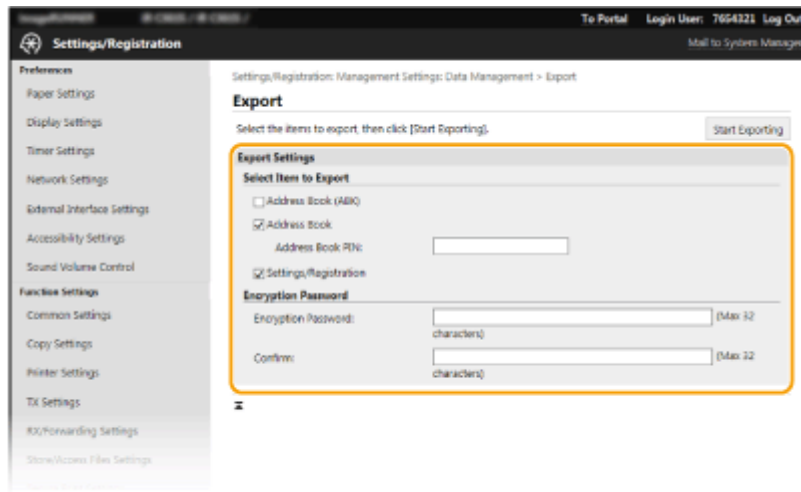 To Portal Login User: 7654321 Log Out
Settings/Registration
Mail to System Manager
Preferences
Paper Settings
Display Settings
Timer Settings
Network Settings
External Interface Settings
Accessibility Settings
Sound Volume Control
Function Settings
Common Settings
Copy Settings
Printer Settings
TX Settings
RX/Forwarding Settings
Store/Access Files Settings
Settings/Registration: Management Settings: Data Management > Export
Export
Select the items to export, then click [Start Exporting].
Start Exporting
Export Settings
Select Item to Export
Address Book (ABK)
Address Book
Address Book PIN:
Settings/Registration
Encryption Password
Encryption Password:
(Max 32
characters)
Confirm:
(Max 32
characters)